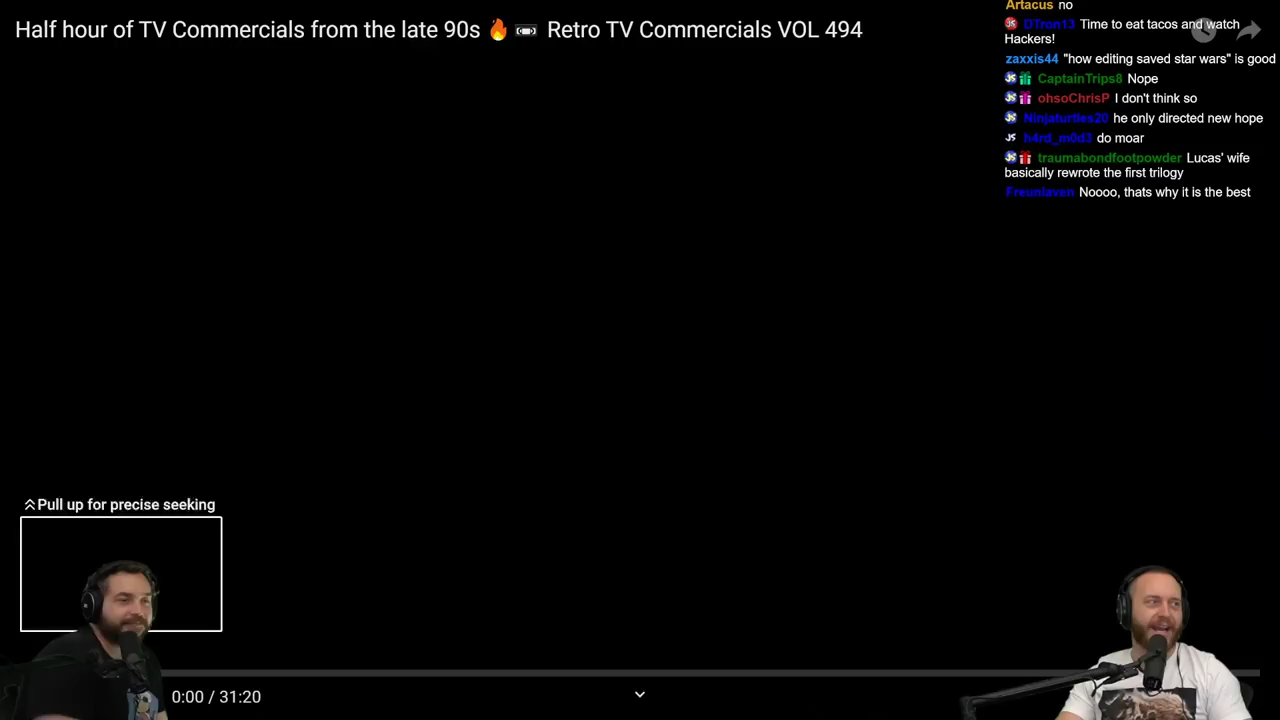 Half hour of TV Commercials from the late 90s 🔥📼 Retro TV Commercials VOL 494
Artacus no
DTron13 Time to eat tacos and watch
Hackers!
zaxxis44 "how editing saved star wars" is good
CaptainTrips8 Nope
ohsoChrisP I don't think so
Ninjaturtles20 he only directed new hope
h4rd_m0d3 do moar
traumabondfootpowder Lucas' wife
basically rewrote the first trilogy
Freunlaven Noooo, thats why it is the best
Pull up for precise seeking
0:00 / 31:20